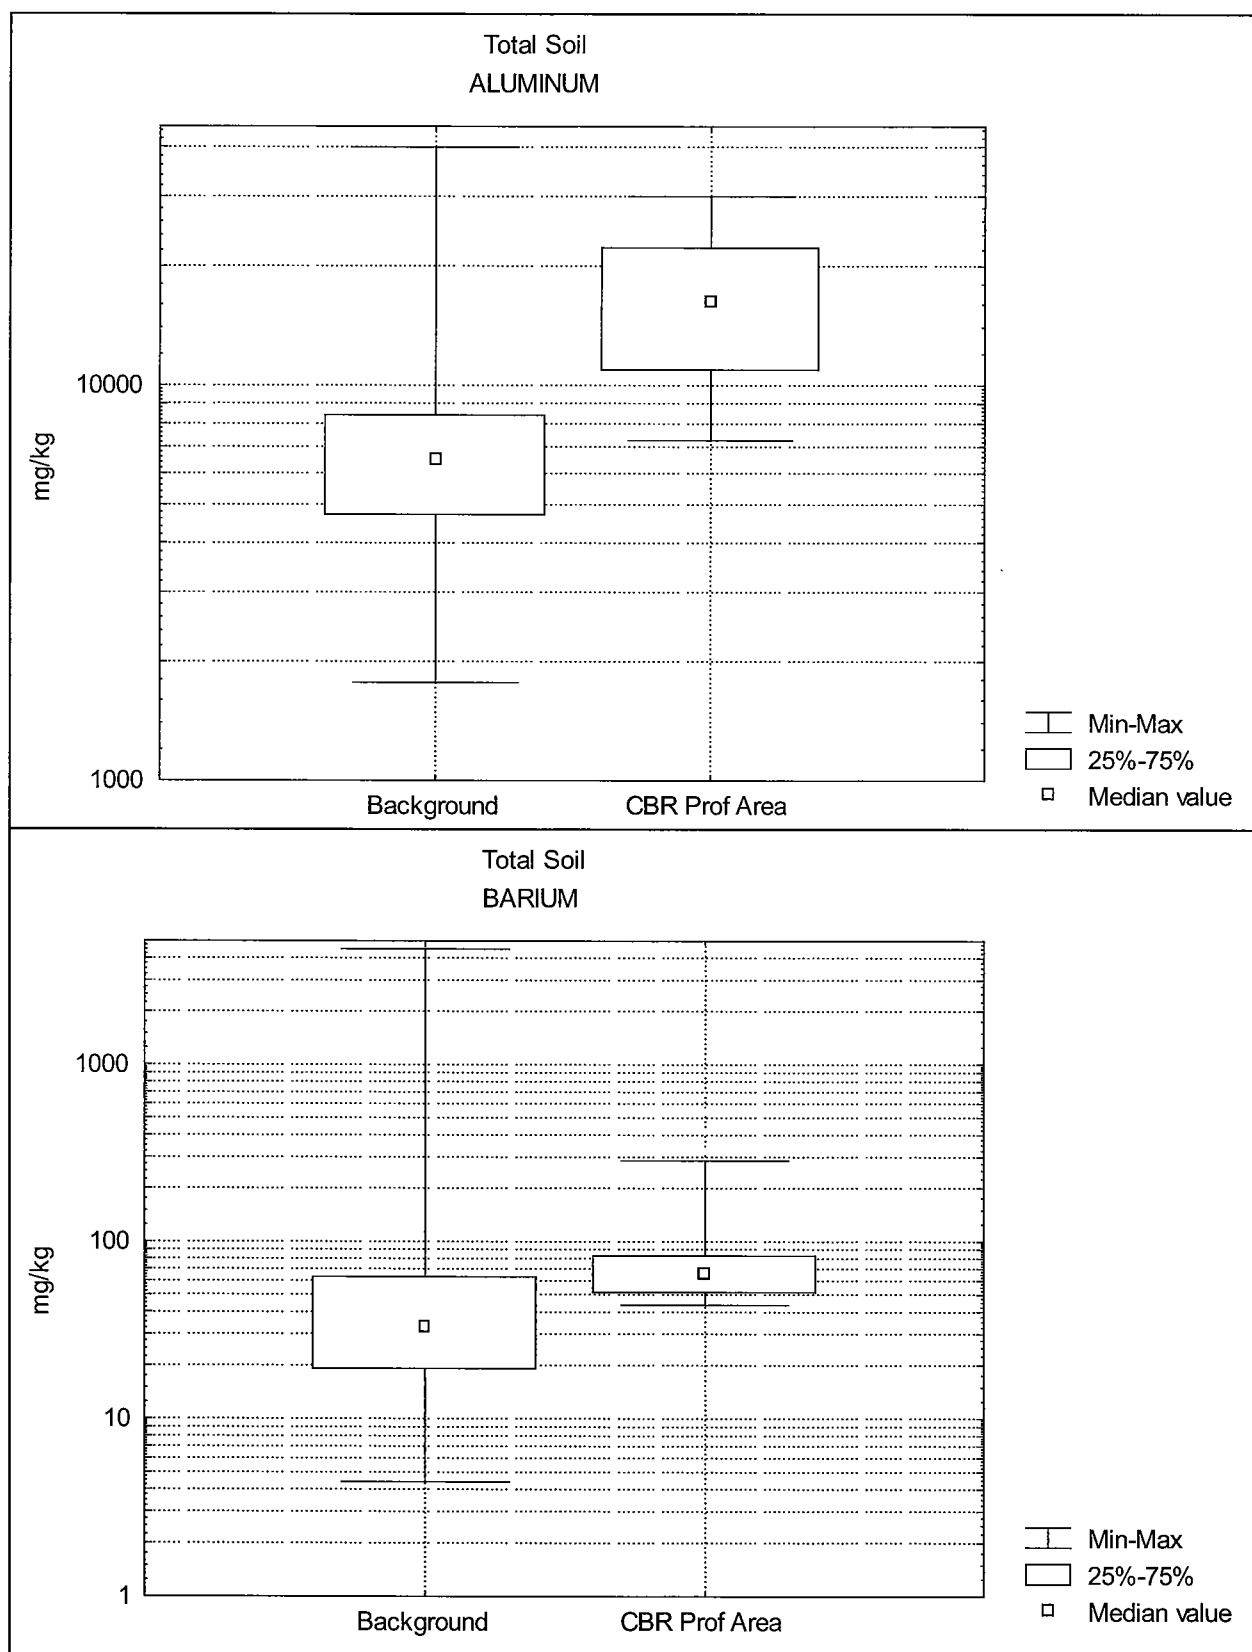 Total Soil
ALUMINUM
10000
mg/kg
1000
Background
CBR Prof Area
Min-Max
25%-75%
Median value
Total Soil
BARIUM
1000
100
mg/kg
10
1
Background
CBR Prof Area
Min-Max
25%-75%
Median value